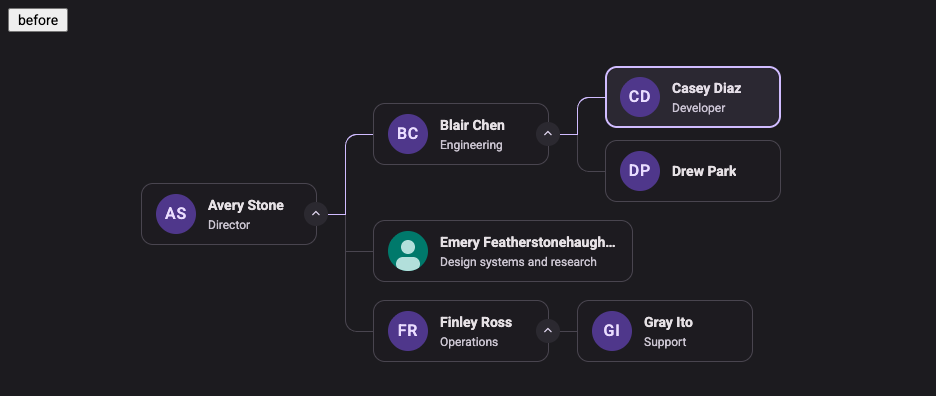 before
AS
Avery Stone
Director
BC
Blair Chen
Engineering
CD
Casey Diaz
Developer
DP
Drew Park
Emery Featherstonehaugh...
Design systems and research
FR
Finley Ross
Operations
GI
Gray Ito
Support